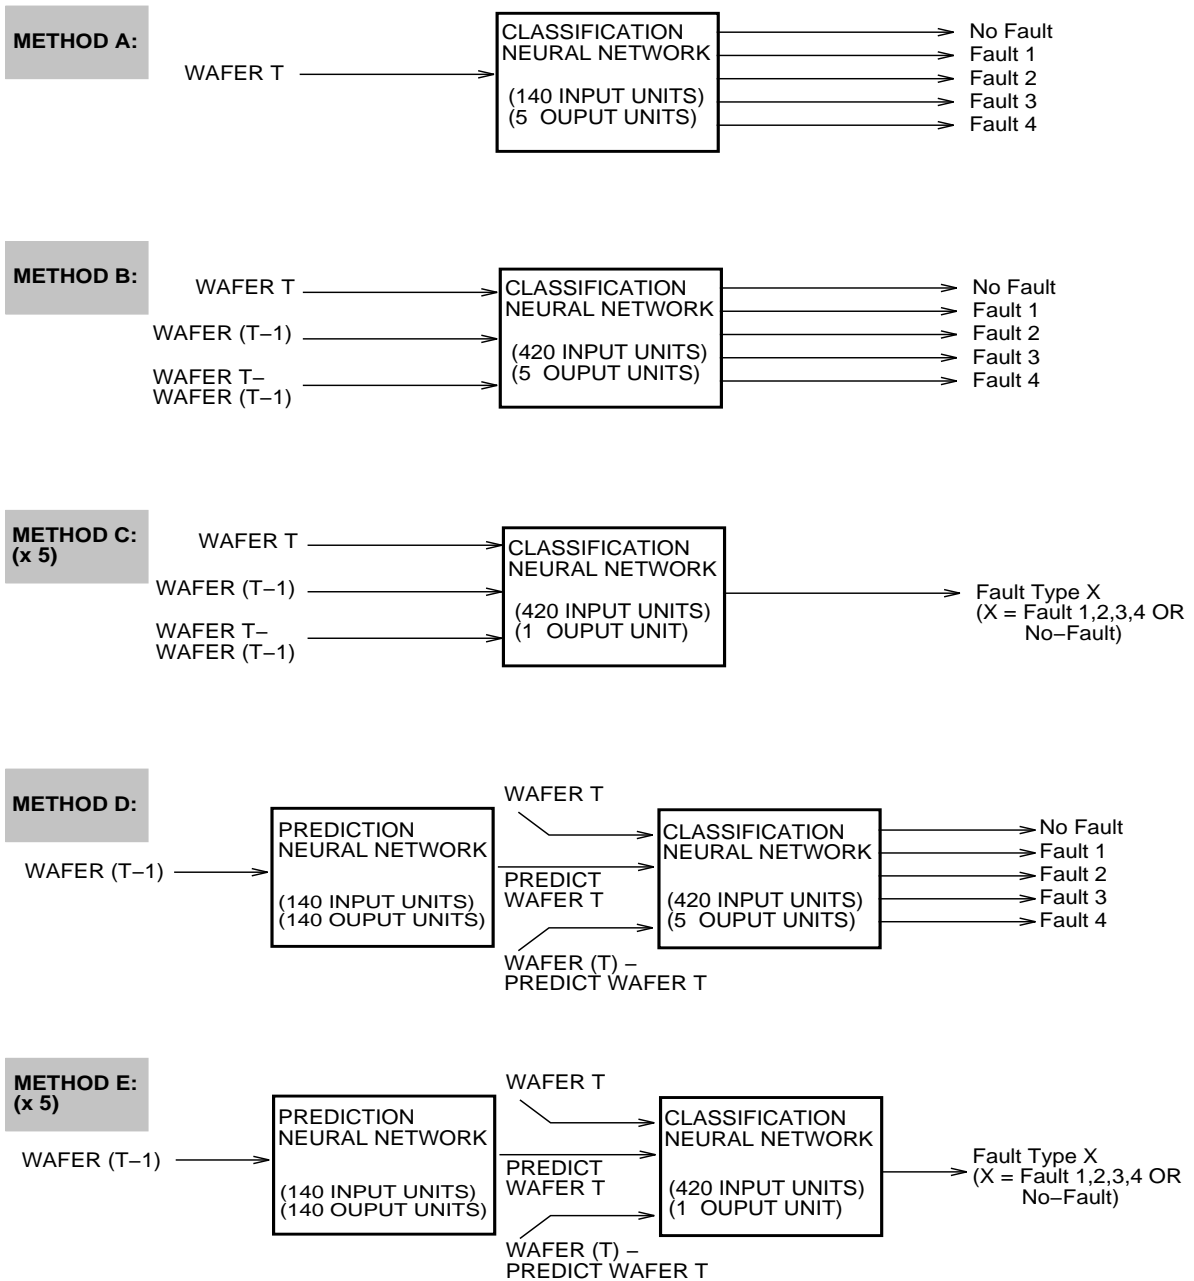 METHOD A:
WAFER T
CLASSIFICATION
NEURAL NETWORK
(140 INPUT UNITS)
(5 OUPUT UNITS)
No Fault
Fault 1
Fault 2
Fault 3
Fault 4
METHOD B:
WAFER T
WAFER (T−1)
WAFER T−
WAFER (T−1)
CLASSIFICATION
NEURAL NETWORK
(420 INPUT UNITS)
(5 OUPUT UNITS)
No Fault
Fault 1
Fault 2
Fault 3
Fault 4
METHOD C:
(x 5)
WAFER T
WAFER (T−1)
WAFER T−
WAFER (T−1)
CLASSIFICATION
NEURAL NETWORK
(420 INPUT UNITS)
(1 OUPUT UNIT)
Fault Type X
(X = Fault 1,2,3,4 OR
No−Fault)
METHOD D:
WAFER (T−1)
PREDICTION
NEURAL NETWORK
(140 INPUT UNITS)
(140 OUPUT UNITS)
WAFER T
PREDICT
WAFER T
WAFER (T) −
PREDICT WAFER T
CLASSIFICATION
NEURAL NETWORK
(420 INPUT UNITS)
(5 OUPUT UNITS)
No Fault
Fault 1
Fault 2
Fault 3
Fault 4
METHOD E:
(x 5)
WAFER (T−1)
PREDICTION
NEURAL NETWORK
(140 INPUT UNITS)
(140 OUPUT UNITS)
WAFER T
PREDICT
WAFER T
WAFER (T) −
PREDICT WAFER T
CLASSIFICATION
NEURAL NETWORK
(420 INPUT UNITS)
(1 OUPUT UNIT)
Fault Type X
(X = Fault 1,2,3,4 OR
No−Fault)